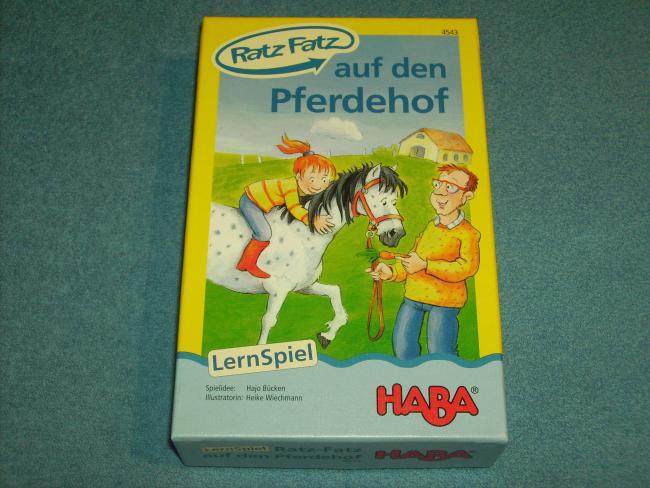 4543
Ratz Fatz
auf den
Pferdehof
LernSpiel
Spielidee: Hajo Bücken
Illustratorin: Heike Wiechmann
HABA®
LernSpiel Ratz-Fatz
auf den Pferdehof
HABA